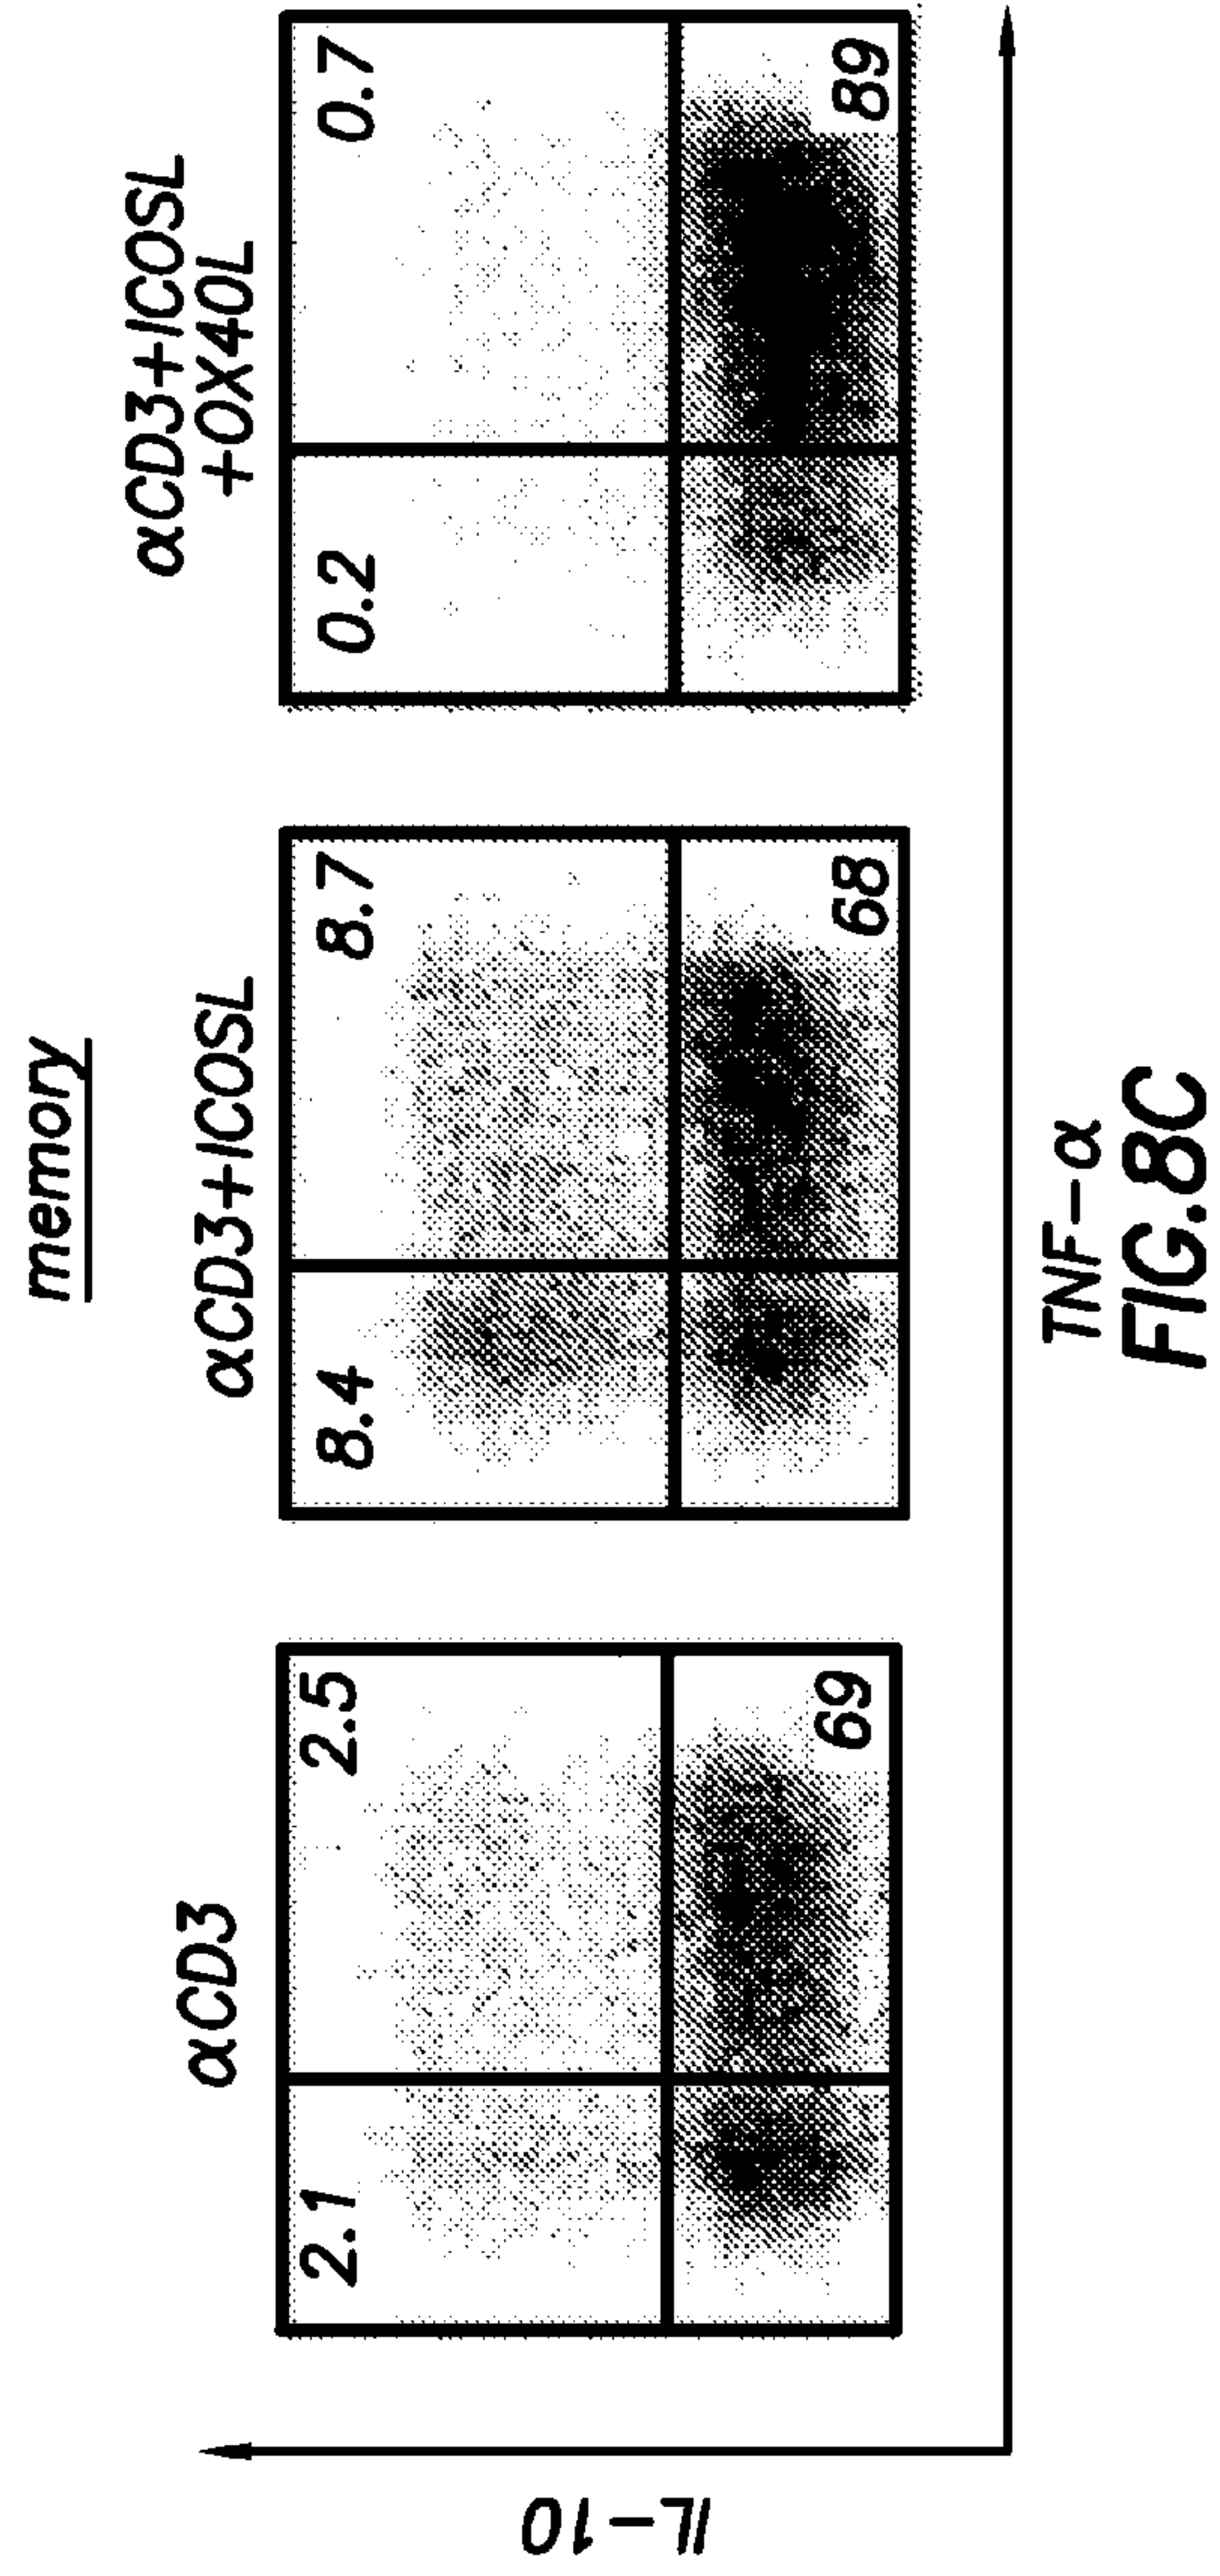 memory
αCD3
αCD3+ICOSL
αCD3+ICOSL
+OX40L
2.1
2.5
69
8.4
8.7
68
0.2
0.7
89
IL-10
TNF-α
FIG.8C